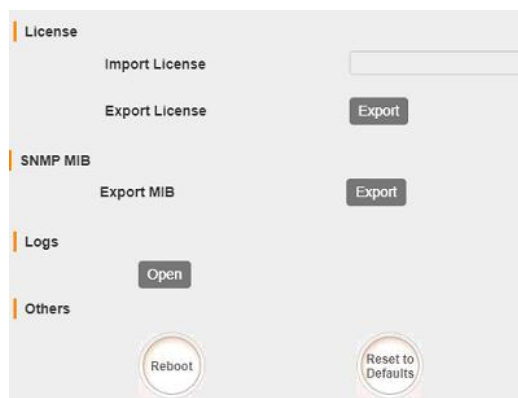 License
Import License
Export License Export
SNMP MIB
Export MIB Export
Logs
Open
Others
Reboot
Reset to
Defaults